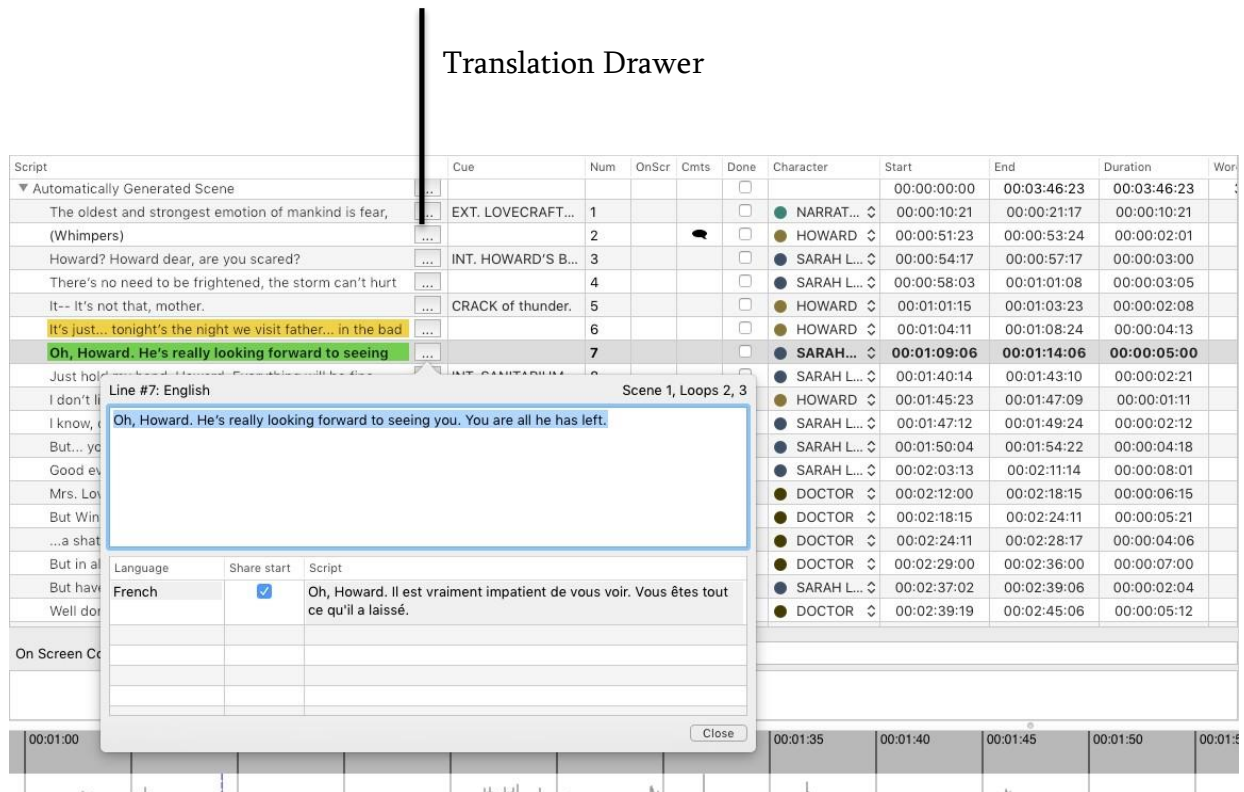 Translation Drawer
Script Cue Num OnScr Cmts Done Character Start End Duration Wor
▼ Automatically Generated Scene ... 00:00:00:00 00:03:46:23 00:03:46:23
The oldest and strongest emotion of mankind is fear, ... EXT. LOVECRAFT... 1 NARRAT... 00:00:10:21 00:00:21:17 00:00:10:21
(Whimpers) ... 2 HOWARD 00:00:51:23 00:00:53:24 00:00:02:01
Howard? Howard dear, are you scared? ... INT. HOWARD'S B... 3 SARAH L... 00:00:54:17 00:00:57:17 00:00:03:00
There's no need to be frightened, the storm can't hurt ... 4 SARAH L... 00:00:58:03 00:01:01:08 00:00:03:05
It-- It's not that, mother. ... CRACK of thunder. 5 HOWARD 00:01:01:15 00:01:03:23 00:00:02:08
It's just... tonight's the night we visit father... in the bad ... 6 HOWARD 00:01:04:11 00:01:08:24 00:00:04:13
Oh, Howard. He's really looking forward to seeing ... 7 SARAH... 00:01:09:06 00:01:14:06 00:00:05:00
Just hold SARAH L... 00:01:40:14 00:01:43:10 00:00:02:21
I don't HOWARD 00:01:45:23 00:01:47:09 00:00:01:11
I know, SARAH L... 00:01:47:12 00:01:49:24 00:00:02:12
But... SARAH L... 00:01:50:04 00:01:54:22 00:00:04:18
Good SARAH L... 00:02:03:13 00:02:11:14 00:00:08:01
Mrs. DOCTOR 00:02:12:00 00:02:18:15 00:00:06:15
But Win DOCTOR 00:02:18:15 00:02:24:11 00:00:05:21
...a shat DOCTOR 00:02:24:11 00:02:28:17 00:00:04:06
But in DOCTOR 00:02:29:00 00:02:36:00 00:00:07:00
But have SARAH L... 00:02:37:02 00:02:39:06 00:00:02:04
Well DOCTOR 00:02:39:19 00:02:45:06 00:00:05:12
Line #7: English Scene 1, Loops 2, 3
Oh, Howard. He's really looking forward to seeing you. You are all he has left.
Language Share start Script
French Oh, Howard. Il est vraiment impatient de vous voir. Vous êtes tout
ce qu'il a laissé.
On Screen
Close
00:01:00 00:01:35 00:01:40 00:01:45 00:01:50